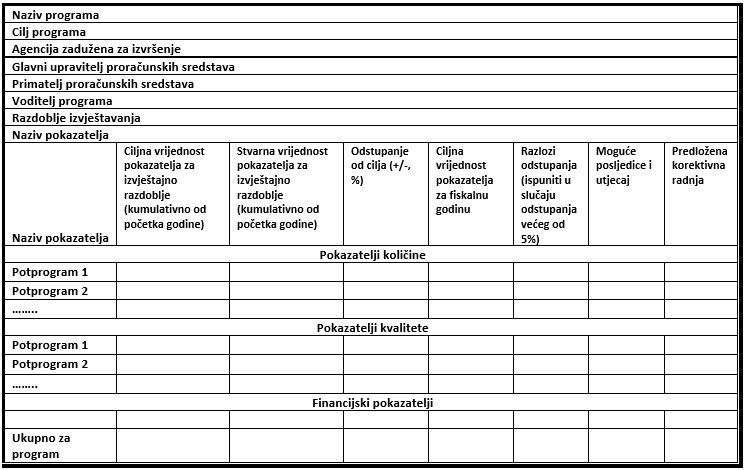 Naziv programa
Cilj programa
Agencija zadužena za izvršenje
Glavni upravitelj proračunskih sredstava
Primatelj proračunskih sredstava
Voditelj programa
Razdoblje izvještavanja
Naziv pokazatelja
Naziv pokazatelja
Ciljna vrijednost
pokazatelja za
izvještajno
razdoblje
(kumulativno od
početka godine)
Stvarna vrijednost
pokazatelja za
izvještajno
razdoblje
(kumulativno od
početka godine)
Odstupanje
od cilja (+/-,
%)
Ciljna
vrijednost
pokazatelja
za fiskalnu
godinu
Razlozi
odstupanja
(ispuniti u
slučaju
odstupanja
većeg od
5%)
Moguće
posljedice i
utjecaj
Predložena
korektivna
radnja
Pokazatelji količine
Potprogram 1
Potprogram 2
……..
Pokazatelji kvalitete
Potprogram 1
Potprogram 2
……..
Financijski pokazatelji
Ukupno za
program